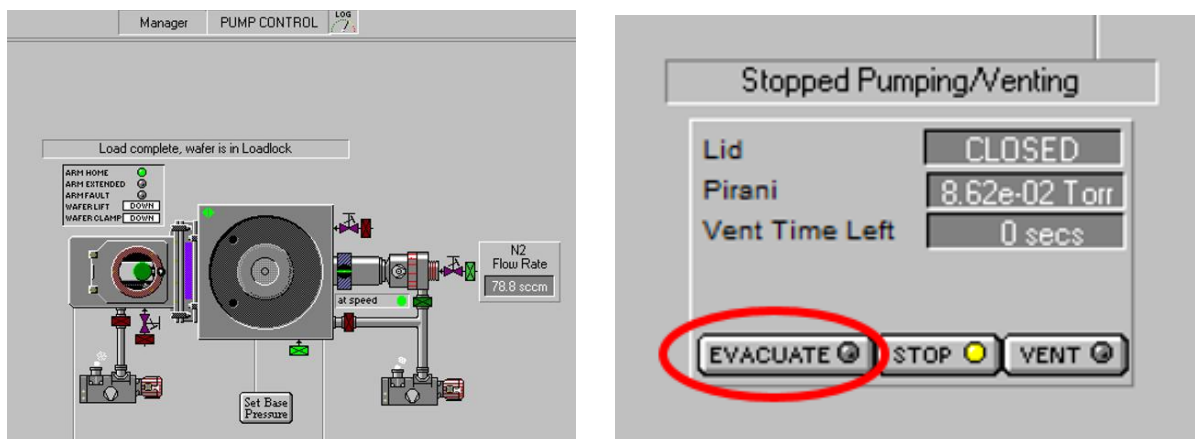 Manager
PUMP CONTROL
LOG
Load complete, wafer is in Loadlock
ARM HOME
ARM EXTENDED
ARM FAULT
WAFER LIFT DOWN
WAFER CLAMP DOWN
N2
Flow Rate
78.8 sccm
at speed
Set Base
Pressure
Stopped Pumping/Venting
Lid CLOSED
Pirani 8.62e-02 Torr
Vent Time Left 0 secs
EVACUATE STOP VENT